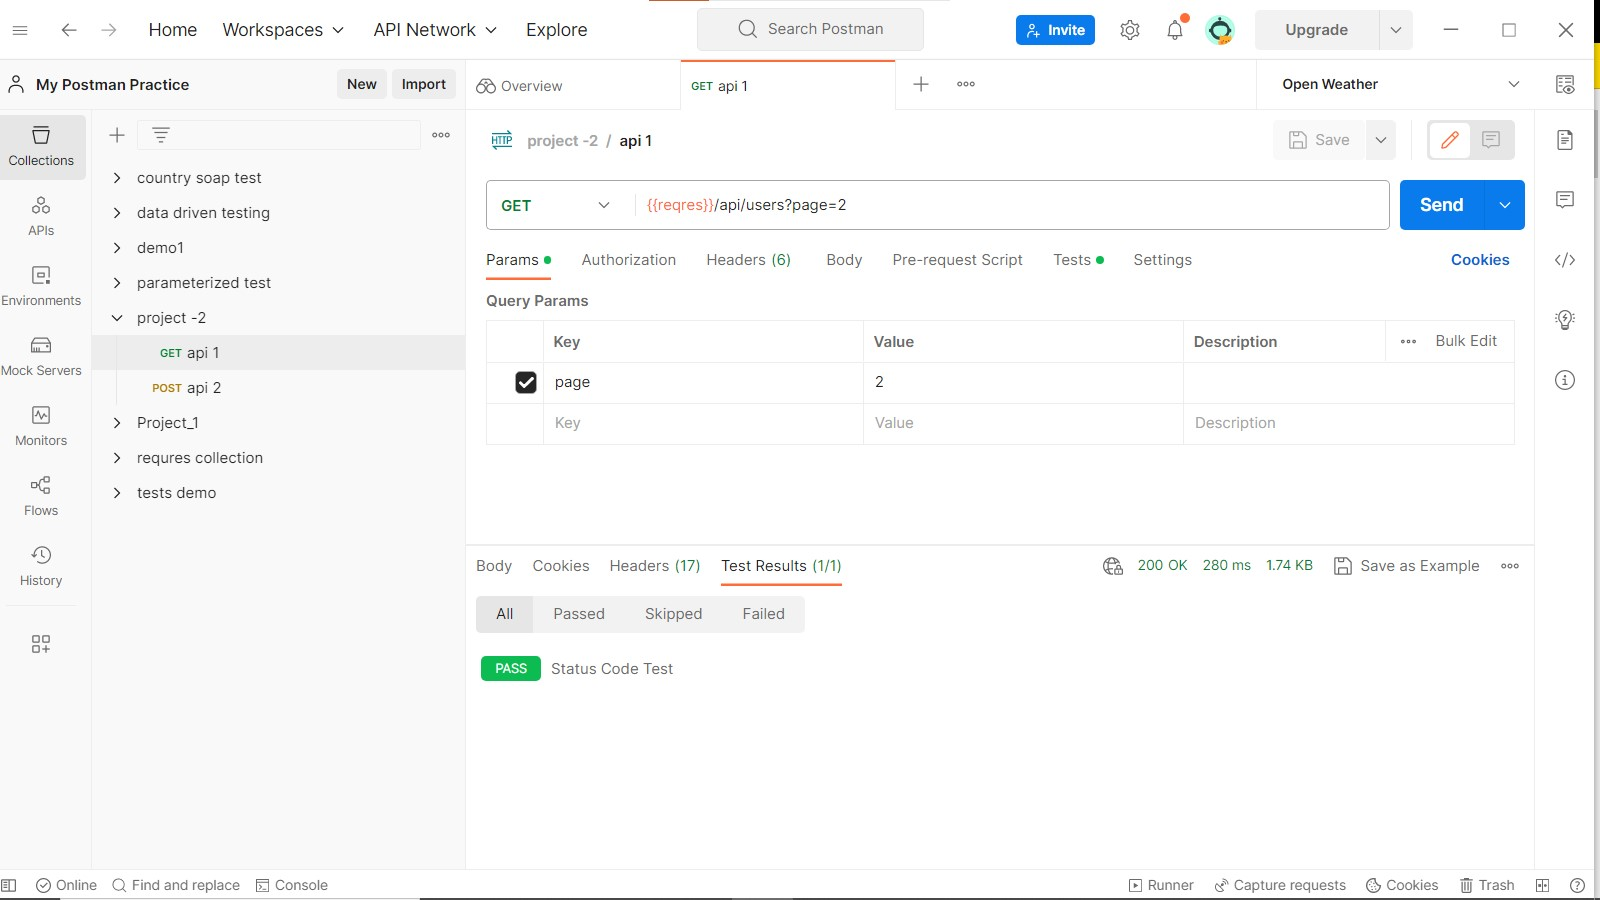 Home Workspaces API Network Explore Search Postman Invite Upgrade
My Postman Practice New Import Overview GET api 1 Open Weather
Collections
APIs
Environments
Mock Servers
Monitors
Flows
History
country soap test
data driven testing
demo1
parameterized test
project -2
GET api 1
POST api 2
Project_1
requres collection
tests demo
HTTP project -2 / api 1 Save
GET {{reqres}}/api/users?page=2 Send
Params Authorization Headers (6) Body Pre-request Script Tests Settings Cookies
Query Params
Key Value Description Bulk Edit
page 2
Key Value Description
Body Cookies Headers (17) Test Results (1/1) 200 OK 280 ms 1.74 KB Save as Example
All Passed Skipped Failed
PASS Status Code Test
Online Find and replace Console Runner Capture requests Cookies Trash